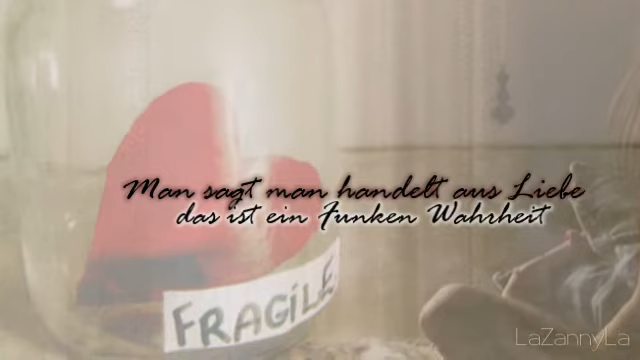 Man sagt man handelt aus Liebe
das ist ein Funken Wahrheit
FRAGILE
LaZannyLa